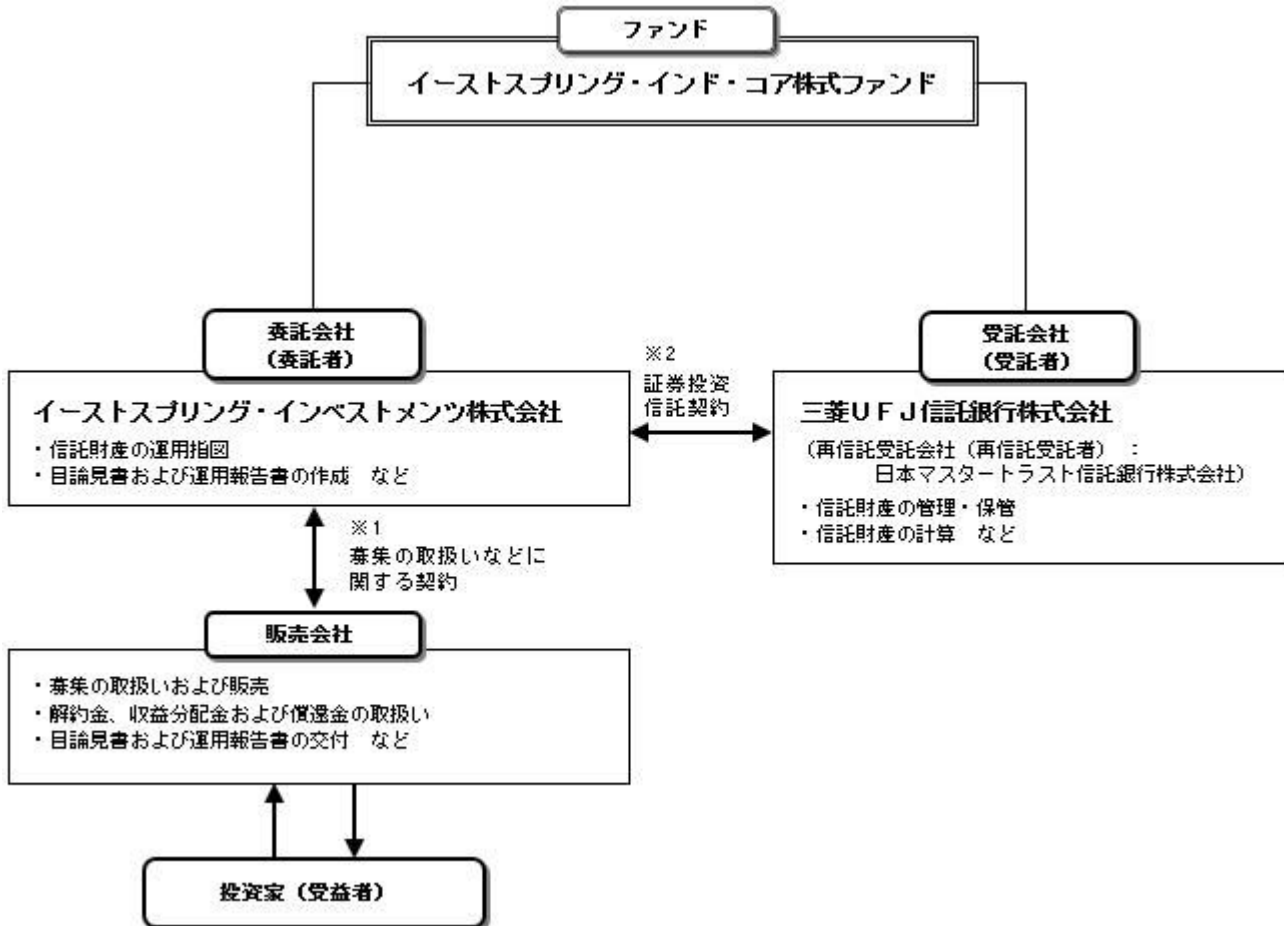 ファンド
イーストスプリング・インド・コア株式ファンド
委託会社
(委託者)
イーストスプリング・インベストメンツ株式会社
・信託財産の運用指図
・目論見書および運用報告書の作成　など
※2
証券投資
信託契約
受託会社
(受託者)
三菱ＵＦＪ信託銀行株式会社
(再信託受託会社（再信託受託者）：
日本マスタートラスト信託銀行株式会社)
・信託財産の管理・保管
・信託財産の計算　など
※1
募集の取扱いなどに
関する契約
販売会社
・募集の取扱いおよび販売
・解約金、収益分配金および償還金の取扱い
・目論見書および運用報告書の交付　など
投資家（受益者）